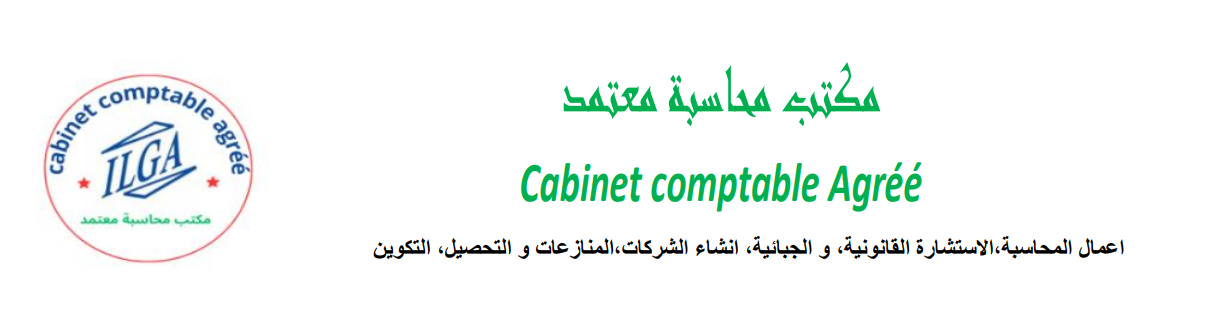 cabinet comptable agréé
ILGA
مكتب محاسبة معتمد
مكتب محاسبة معتمد
Cabinet comptable Agréé
اعمال المحاسبة،الاستشارة القانونية، و الجبائية، انشاء الشركات،المنازعات و التحصيل، التكوين